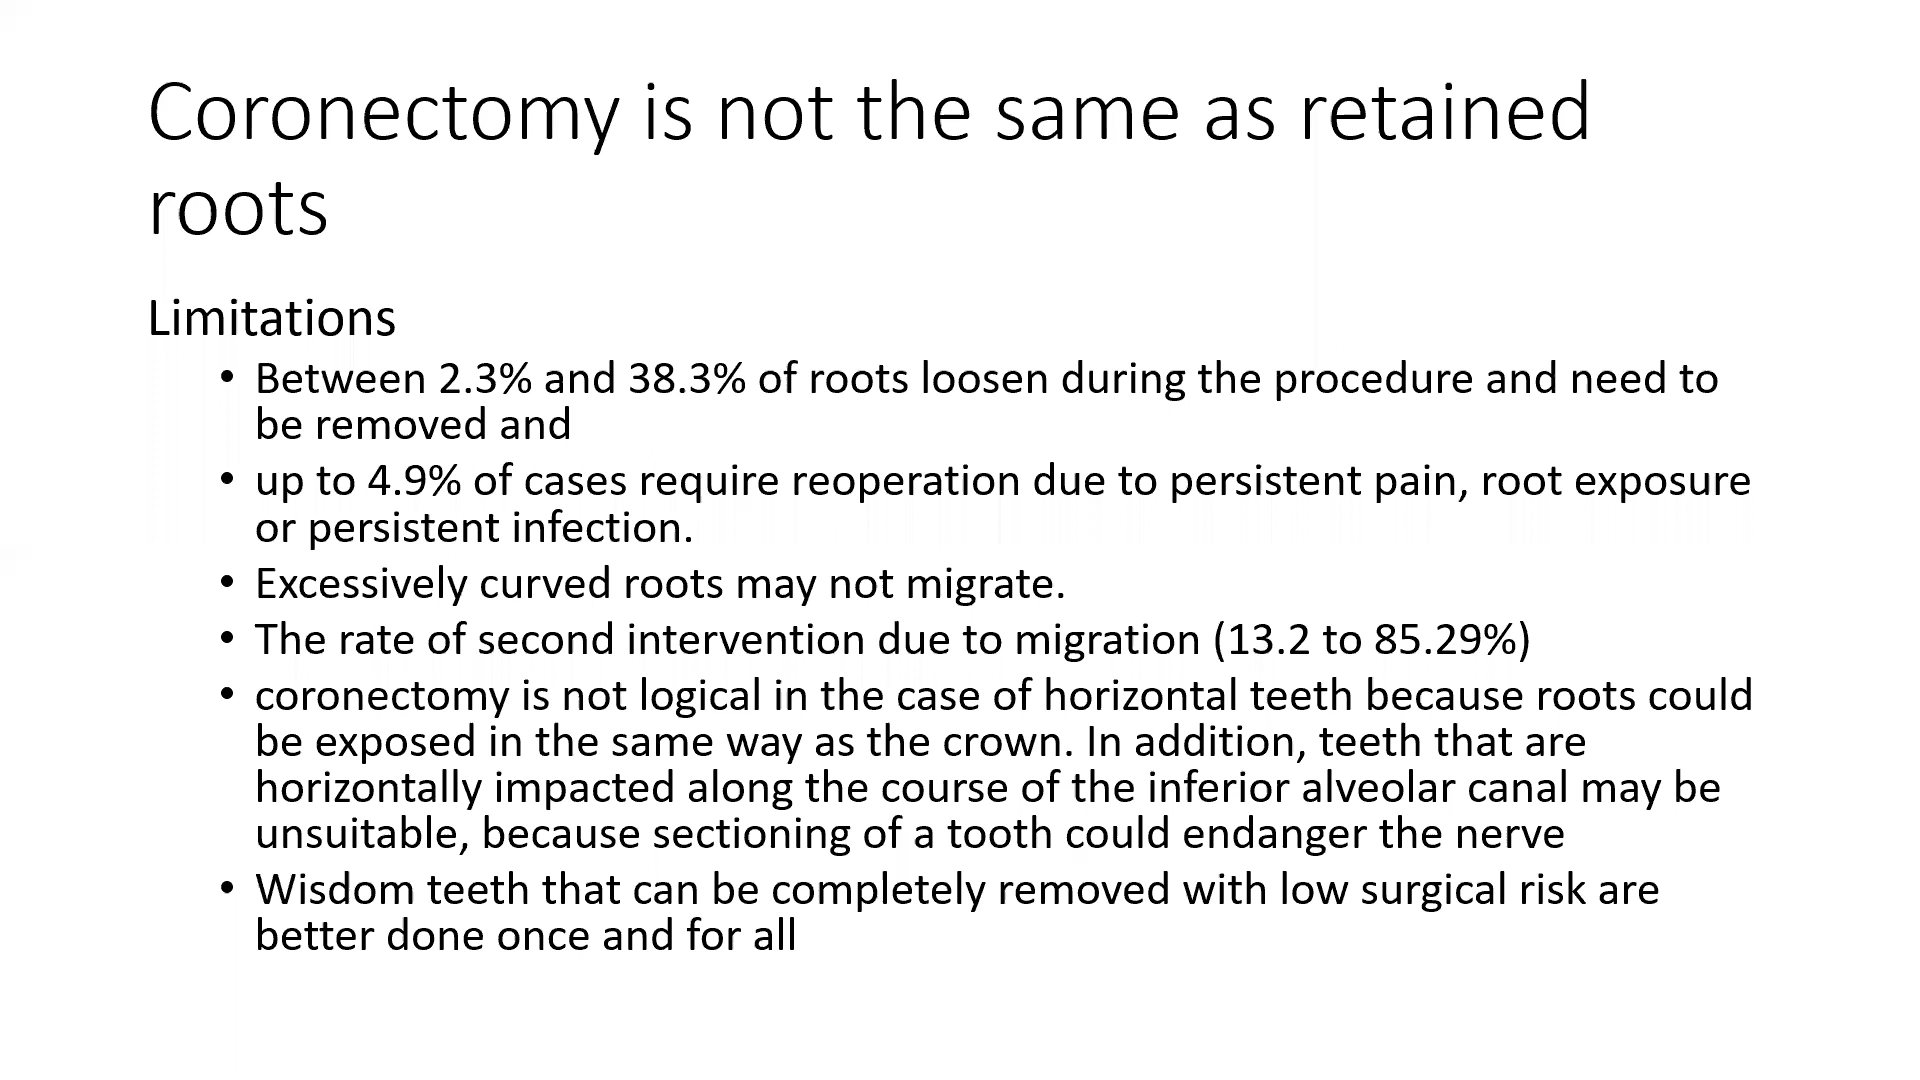 Coronectomy is not the same as retained
roots
Limitations
• Between 2.3% and 38.3% of roots loosen during the procedure and need to
be removed and
• up to 4.9% of cases require reoperation due to persistent pain, root exposure
or persistent infection.
• Excessively curved roots may not migrate.
• The rate of second intervention due to migration (13.2 to 85.29%)
• coronectomy is not logical in the case of horizontal teeth because roots could
be exposed in the same way as the crown. In addition, teeth that are
horizontally impacted along the course of the inferior alveolar canal may be
unsuitable, because sectioning of a tooth could endanger the nerve
• Wisdom teeth that can be completely removed with low surgical risk are
better done once and for all